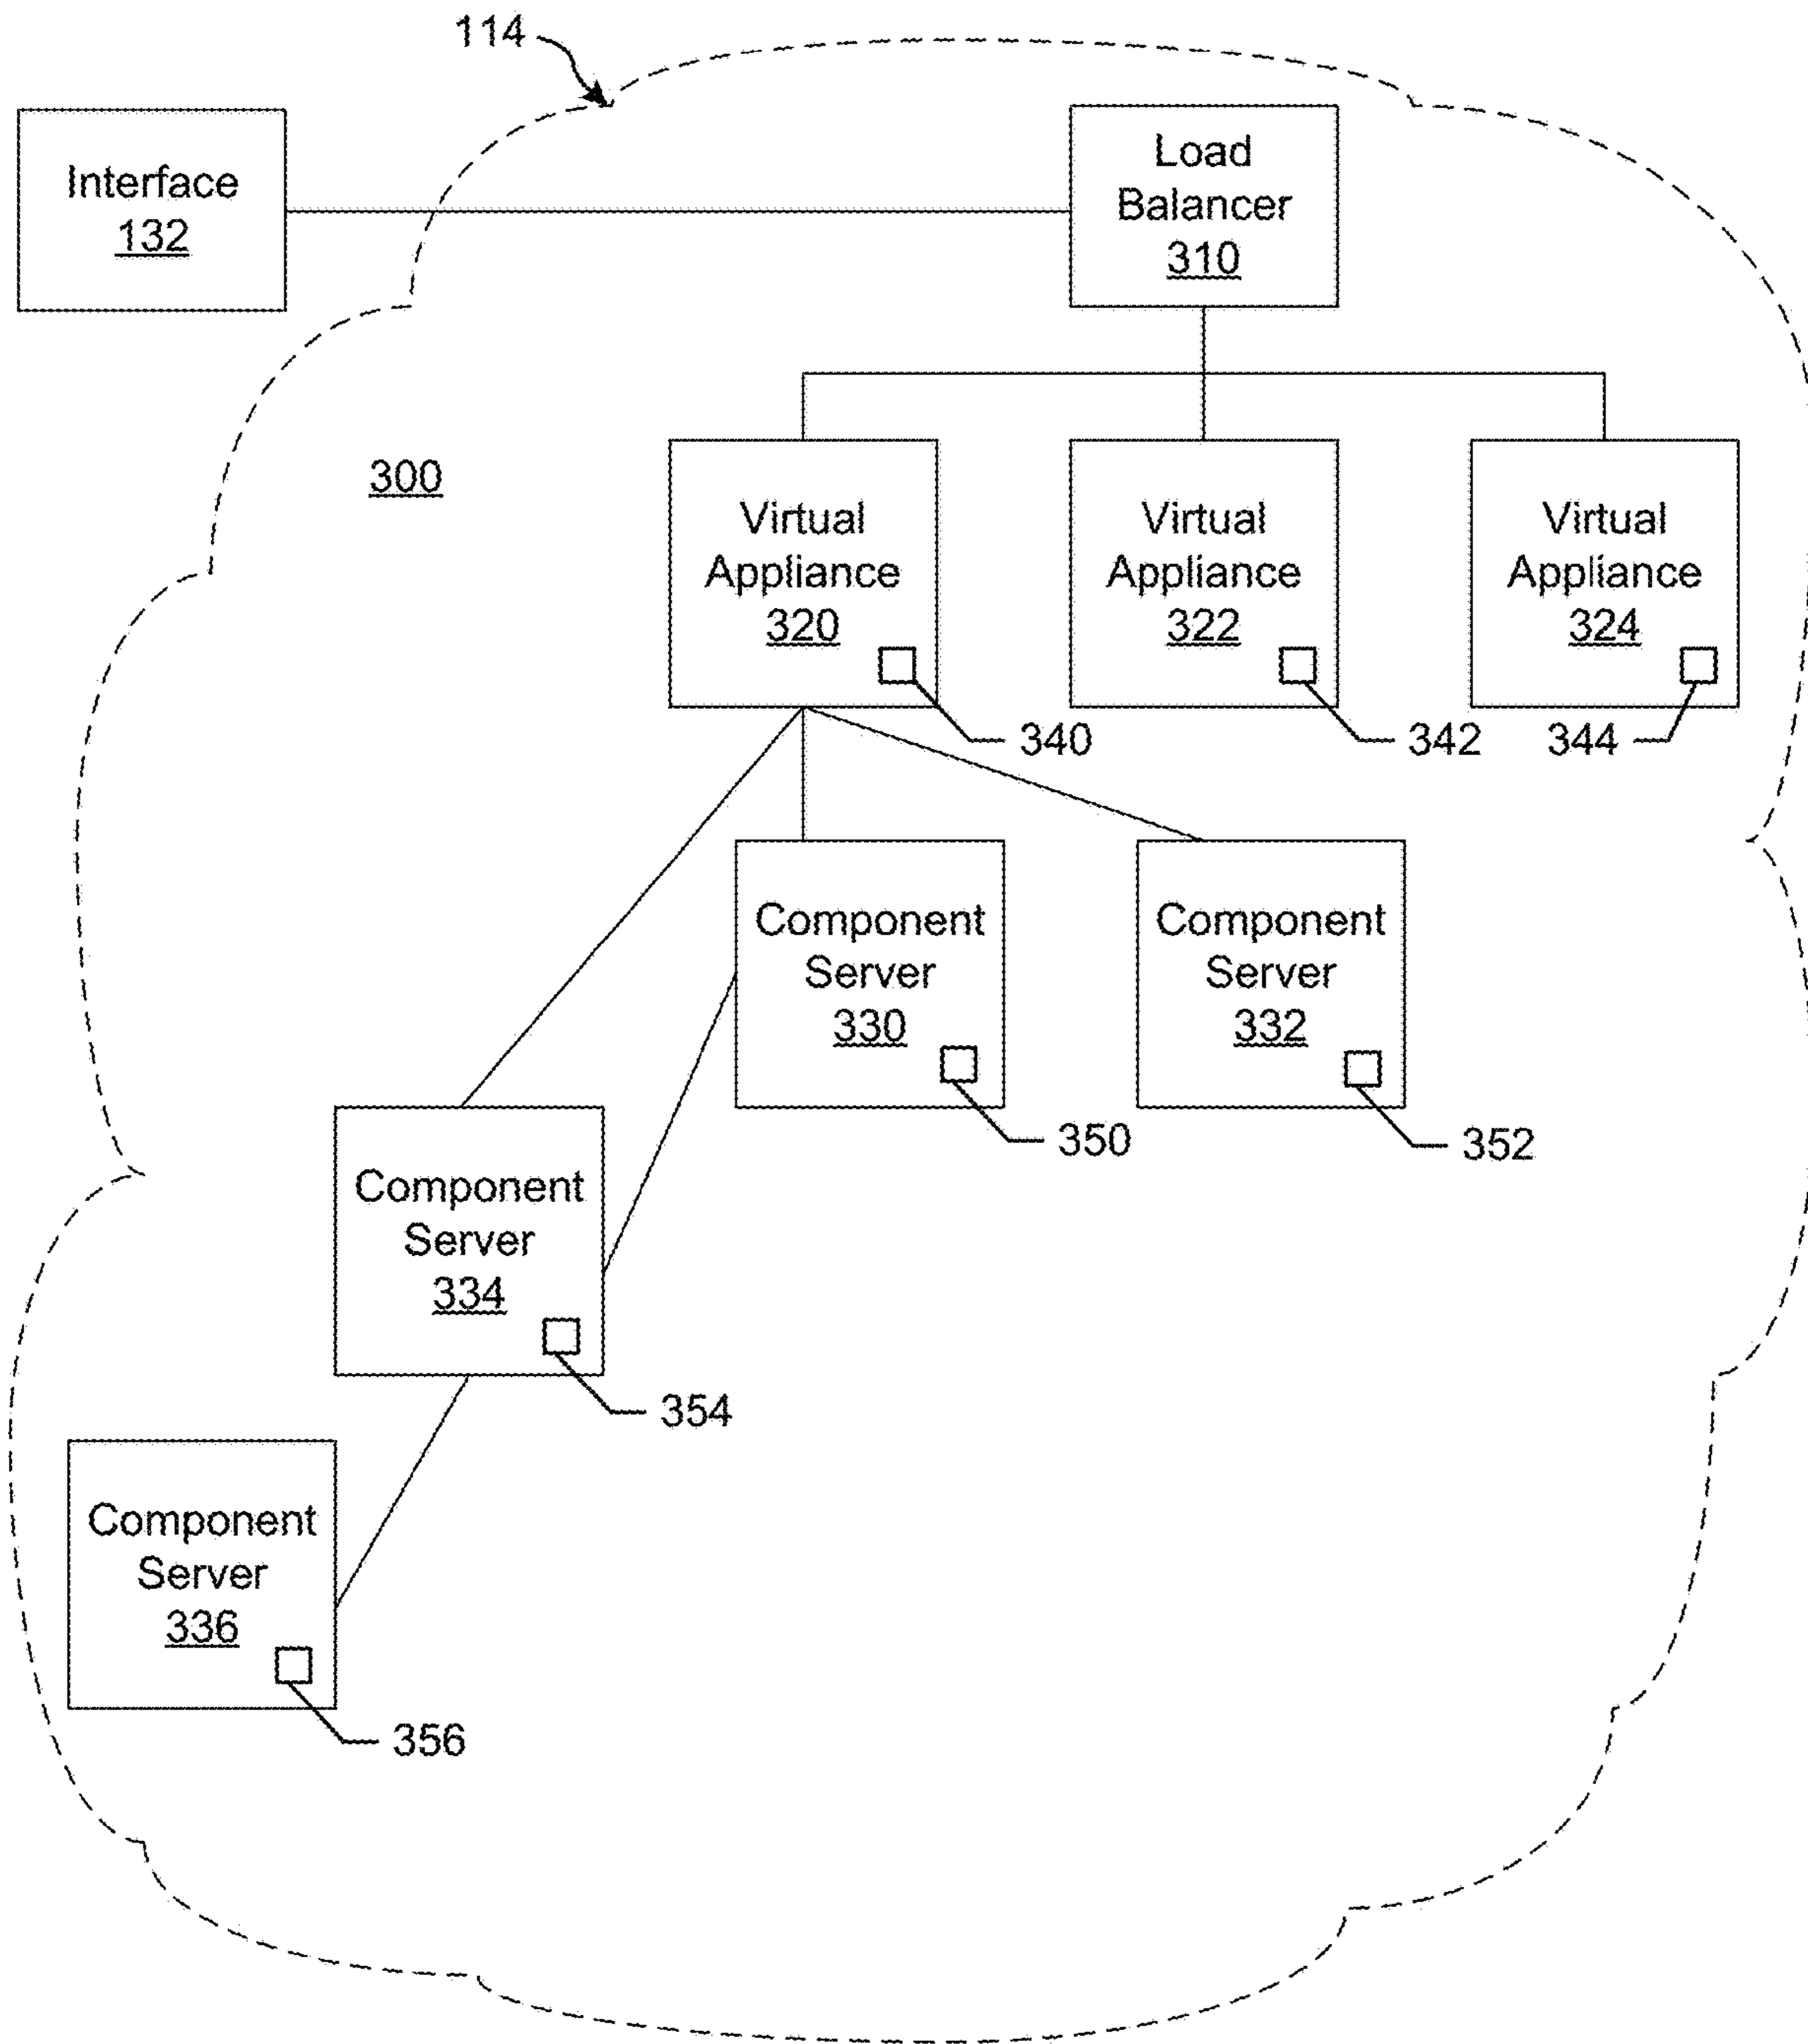 114
Interface
132
Load
Balancer
310
300
Virtual
Appliance
320
Virtual
Appliance
322
Virtual
Appliance
324
340
342
344
Component
Server
330
Component
Server
332
350
352
Component
Server
334
354
Component
Server
336
356